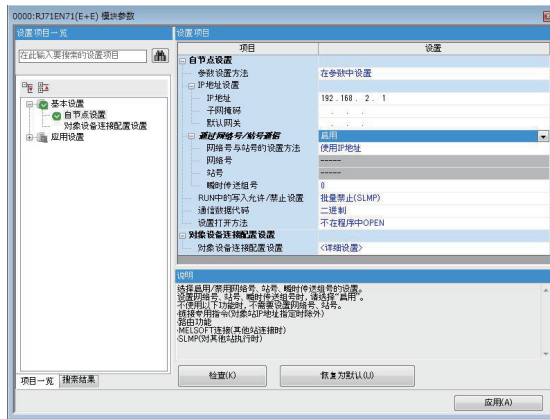 0000:RJ71EN71(E+E) 模块参数
设置项目一览
在此输入要搜索的设置项目
基本设置
自节点设置
对象设备连接配置设置
应用设置
项目一览 搜索结果
设置项目
项目 设置
自节点设置
参数设置方法 在参数中设置
IP地址设置
IP地址 192 . 168 . 2 . 1
子网掩码 . . .
默认网关 . . .
通过网络号/站号通信 启用
网络号与站号的设置方法 使用IP地址
网络号 -----
站号 -----
瞬时传送组号 0
RUN中的写入允许/禁止设置 批量禁止(SLMP)
通信数据代码 二进制
设置打开方法 不在程序中OPEN
对象设备连接配置设置
对象设备连接配置设置 <详细设置>
说明
选择启用/禁用网络号、站号、瞬时传送组号的设置。
设置网络号、站号、瞬时传送组号时，请选择“启用”。
不使用以下功能时，不需要设置网络号、站号。
·链接专用指令(对象站IP地址指定时除外)
·路由功能
·MELSOFT连接(其他站连接时)
·SLMP(对其他站执行时)
检查(K) 恢复为默认(U)
应用(A)